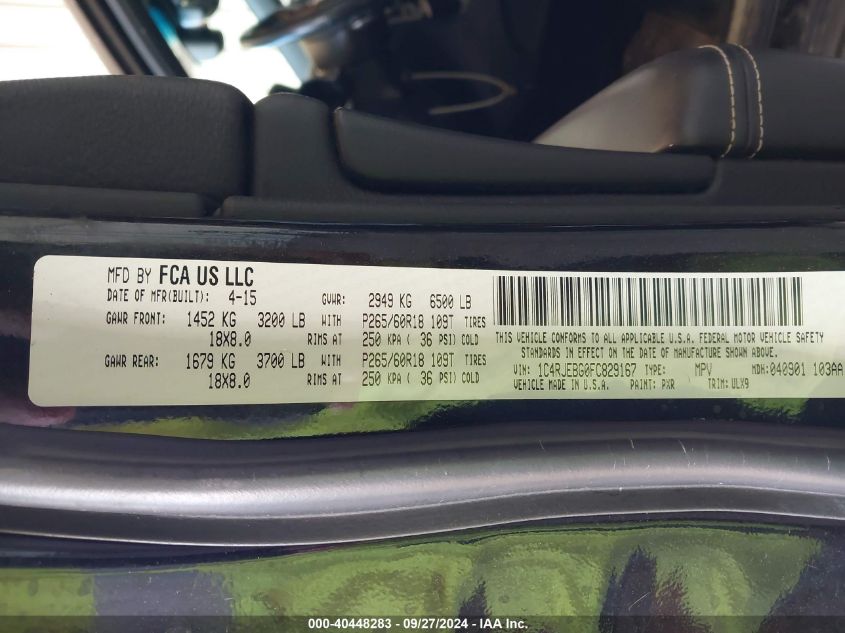 MFD BY FCA US LLC
DATE OF MFR(BUILT): 4-15 GVWR: 2949 KG 6500 LB
GAWR FRONT: 1452 KG 3200 LB WITH P265/60R18 109T TIRES
18X8.0 RIMS AT 250 KPA ( 36 PSI) COLD
GAWR REAR: 1679 KG 3700 LB WITH P265/60R18 109T TIRES
18X8.0 RIMS AT 250 KPA ( 36 PSI) COLD
THIS VEHICLE CONFORMS TO ALL APPLICABLE U.S.A. FEDERAL MOTOR VEHICLE SAFETY
STANDARDS IN EFFECT ON THE DATE OF MANUFACTURE SHOWN ABOVE.
VIN: 1C4RJEBG0FC829167 TYPE: MPV MDH: 040901 103AA
VEHICLE MADE IN U.S.A. PAINT: PXR TRIM: ULX9
000-40448283 - 09/27/2024 - IAA Inc.